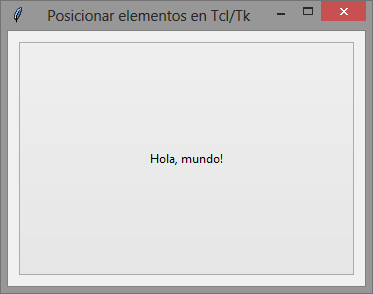 Posicionar elementos en Tcl/Tk
Hola, mundo!